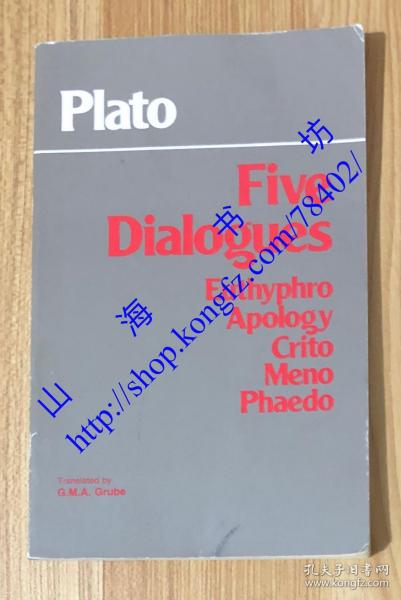 Plato
Five
Dialogues
Euthyphro
Apology
Crito
Meno
Phaedo
Translated by
G.M.A. Grube
山海书坊
http://shop.kongfz.com/78402/
孔夫子旧书网
www.kongfz.com